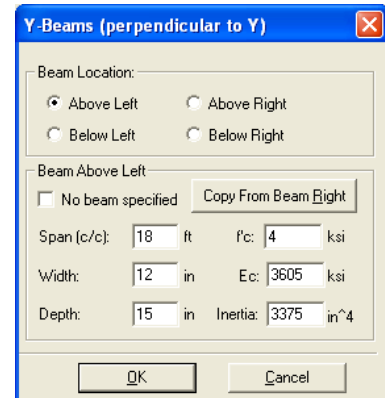 Y-Beams (perpendicular to Y)
Beam Location:
Above Left Above Right
Below Left Below Right
Beam Above Left
No beam specified Copy From Beam Right
Span (c/c): 18 ft f'c: 4 ksi
Width: 12 in Ec: 3605 ksi
Depth: 15 in Inertia: 3375 in^4
OK Cancel